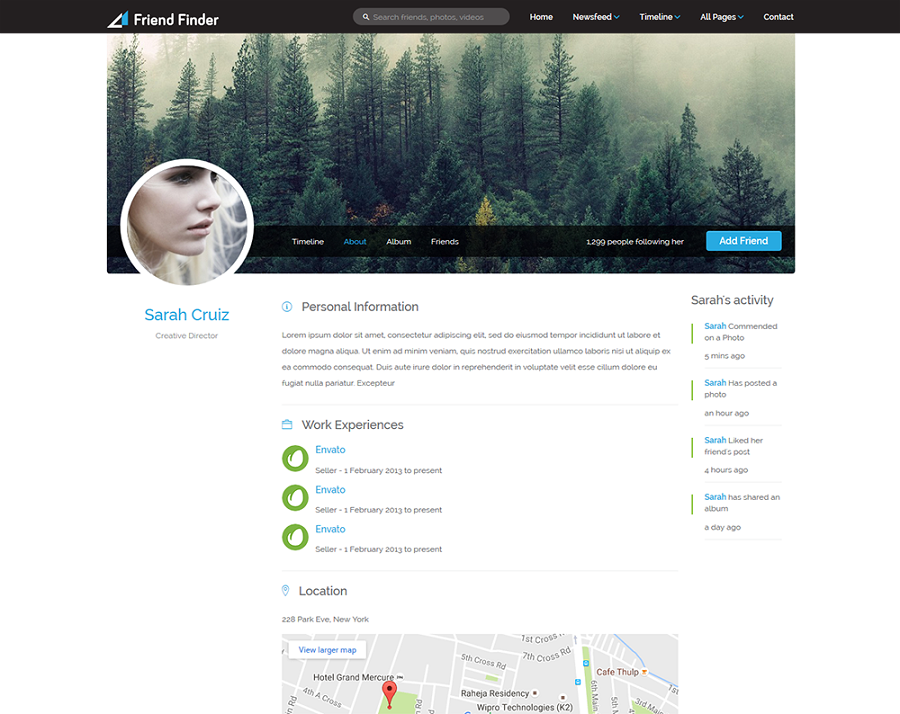 Friend Finder
Search friends, photos, videos
Home
Newsfeed
Timeline
All Pages
Contact
Timeline
About
Album
Friends
1,299 people following her
Add Friend
Sarah Cruiz
Creative Director
Personal Information
Lorem ipsum dolor sit amet, consectetur adipiscing elit, sed do eiusmod tempor incididunt ut labore et
dolore magna aliqua. Ut enim ad minim veniam, quis nostrud exercitation ullamco laboris nisi ut aliquip ex
ea commodo consequat. Duis aute irure dolor in reprehenderit in voluptate velit esse cillum dolore eu
fugiat nulla pariatur. Excepteur
Work Experiences
Envato
Seller - 1 February 2013 to present
Envato
Seller - 1 February 2013 to present
Envato
Seller - 1 February 2013 to present
Location
228 Park Eve, New York
View larger map
1st Cross Rd
7th Cross Rd
5th Cross Rd
Cafe Thulp
Hotel Grand Mercure
4th A Cross
Raheja Residency
Wipro Technologies (K2)
6th Main
Sarah's activity
Sarah Commended
on a Photo
5 mins ago
Sarah Has posted a
photo
an hour ago
Sarah Liked her
friend's post
4 hours ago
Sarah has shared an
album
a day ago